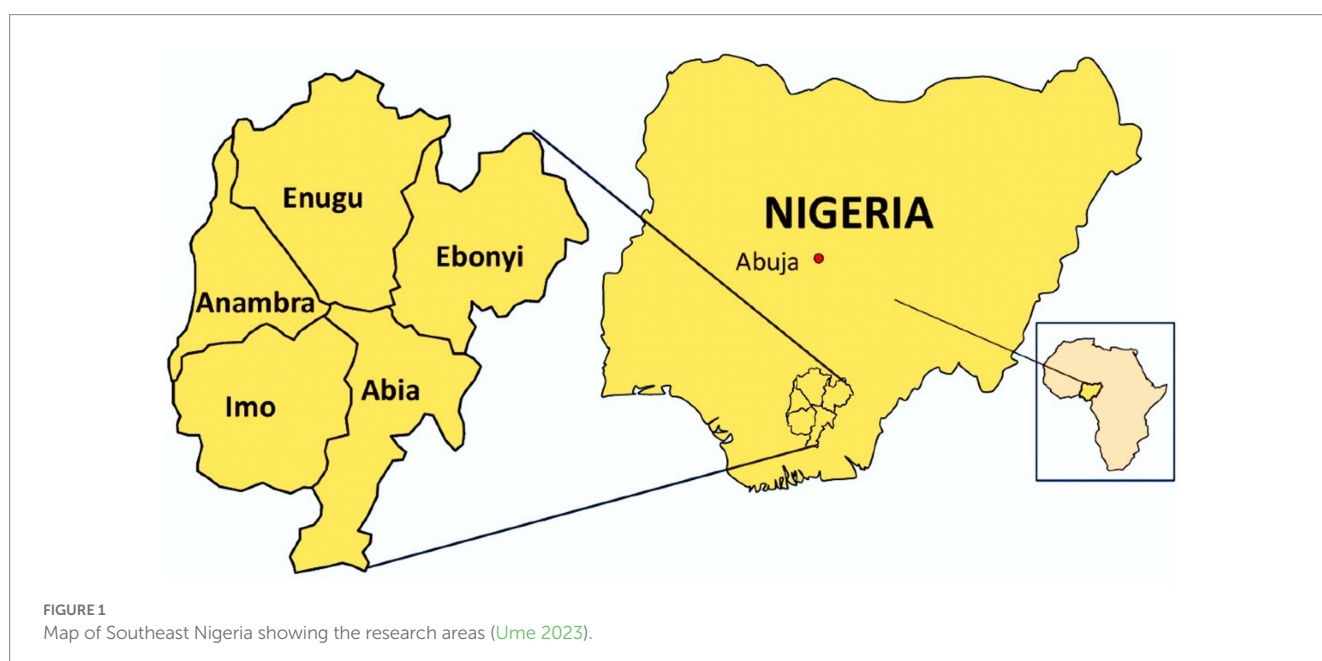 Enugu
Ebonyi
Anambra
Imo
Abia
NIGERIA
Abuja
FIGURE 1
Map of Southeast Nigeria showing the research areas (Ume 2023).